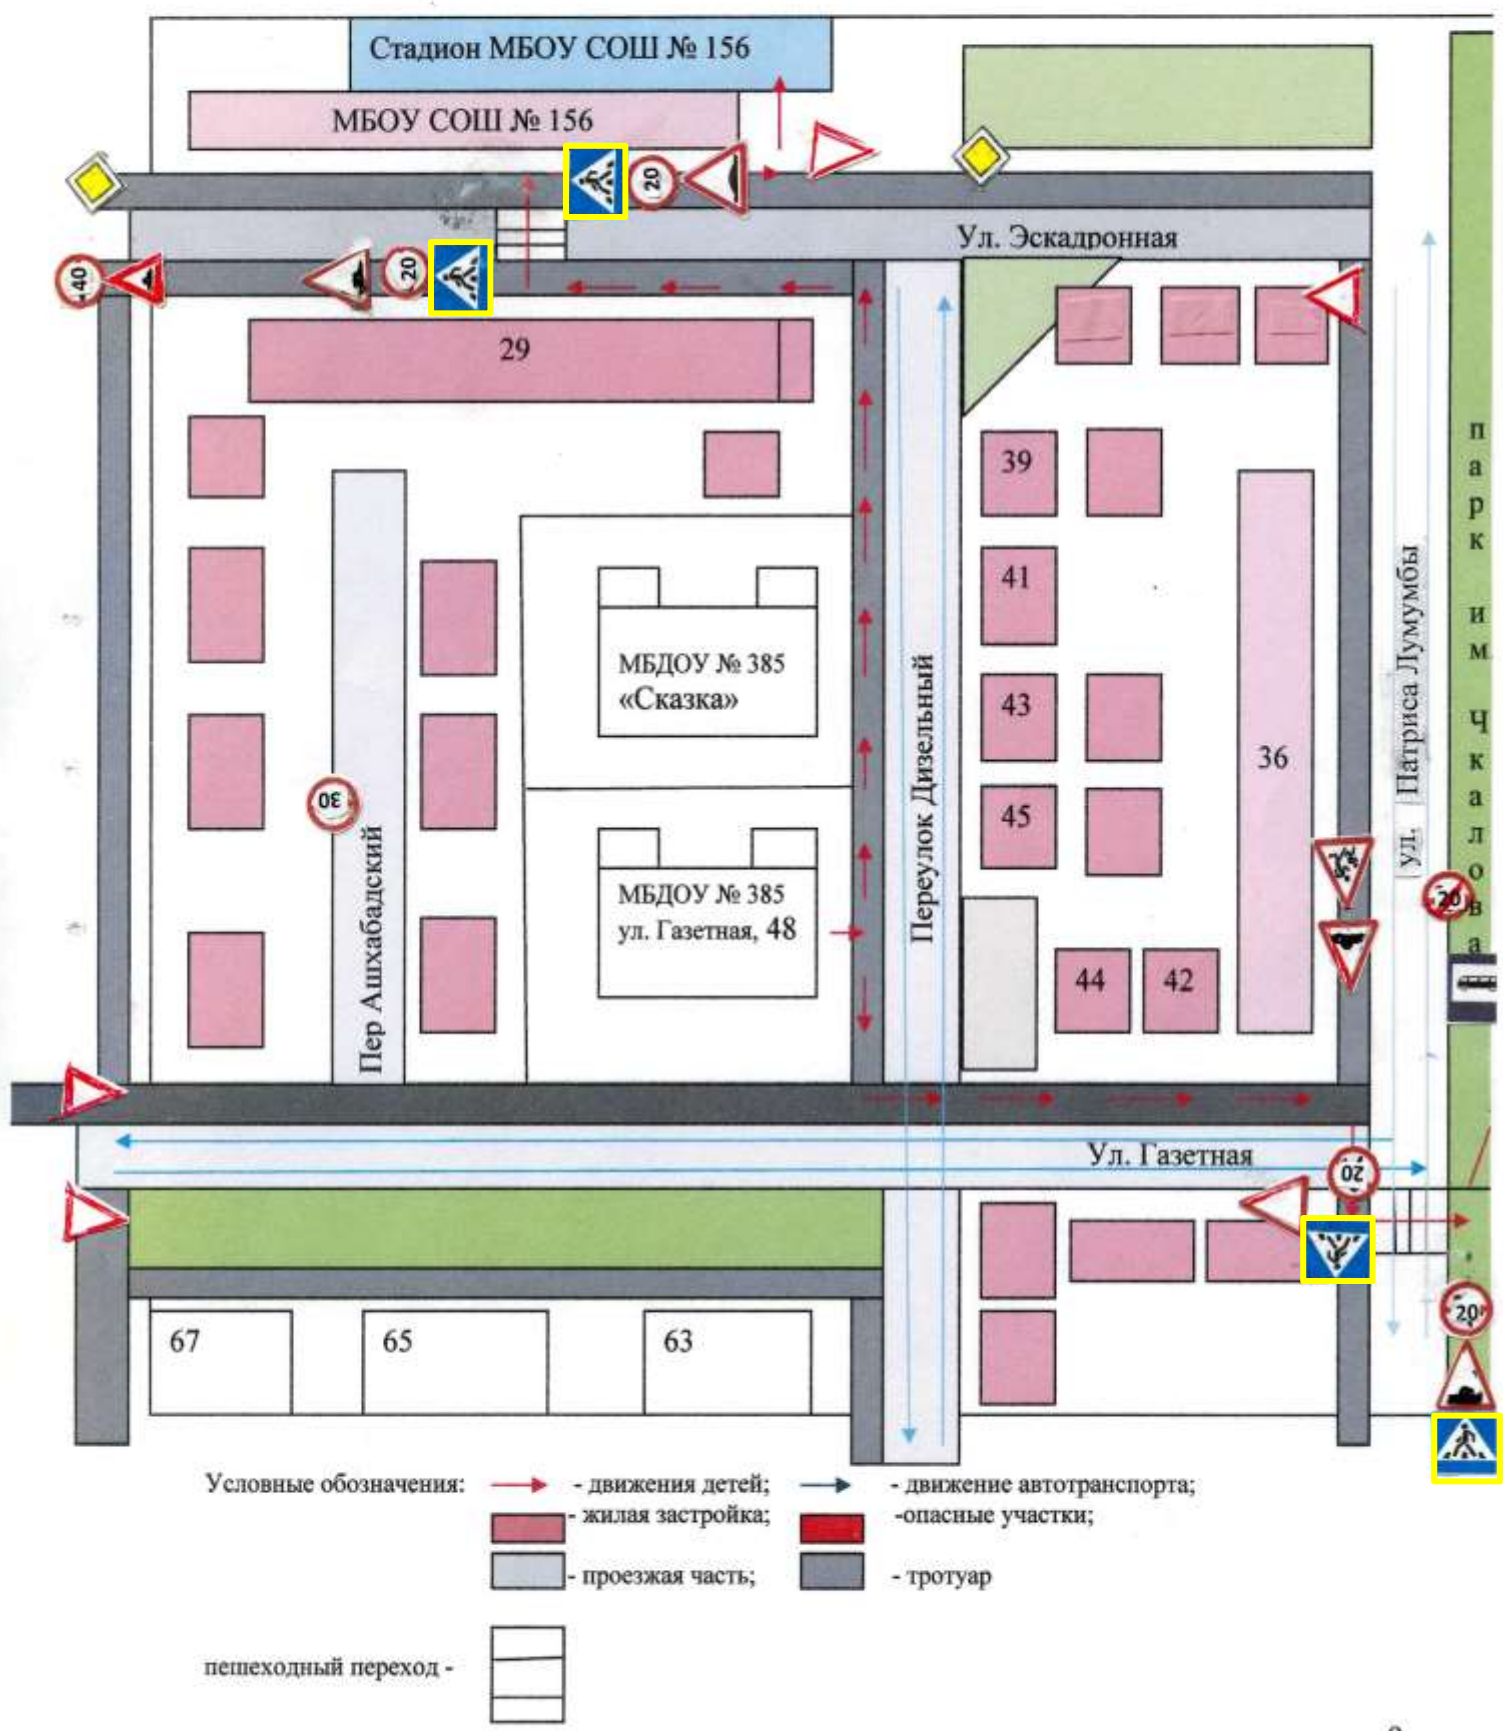 Стадион МБОУ СОШ № 156
МБОУ СОШ № 156
20
Ул. Эскадронная
40
20
29
39
41
43
45
36
МБДОУ № 385
«Сказка»
МБДОУ № 385
ул. Газетная, 48
Переулок Дизельный
Пер Ашхабадский
30
44
42
ул. Патриса Лумумбы
парк им Чкалова
20
Ул. Газетная
20
20
67
65
63
Условные обозначения:
- движения детей;
- движение автотранспорта;
- жилая застройка;
-опасные участки;
- проезжая часть;
- тротуар
пешеходный переход -